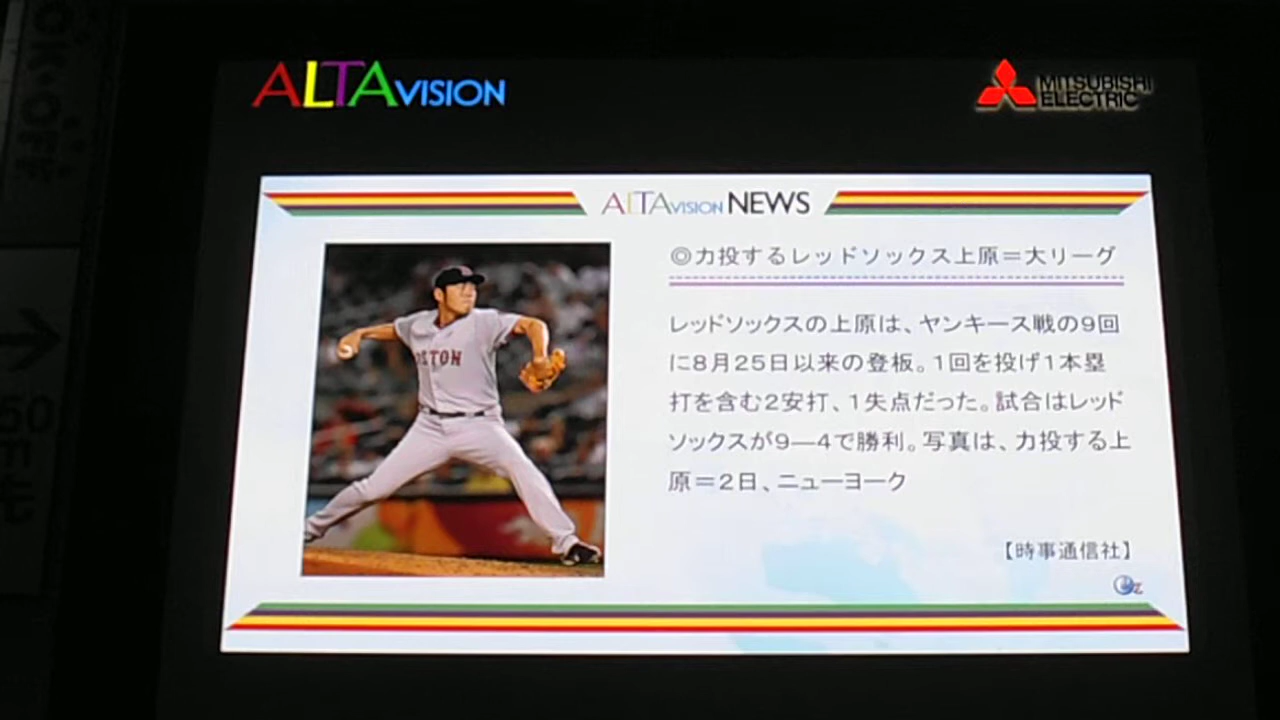 ALTAVISION
MITSUBISHI
ELECTRIC
ALTAVISION NEWS
◎力投するレッドソックス上原＝大リーグ
レッドソックスの上原は、ヤンキース戦の9回
に8月25日以来の登板。1回を投げ1本塁
打を含む2安打、1失点だった。試合はレッド
ソックスが9―4で勝利。写真は、力投する上
原＝2日、ニューヨーク
【時事通信社】